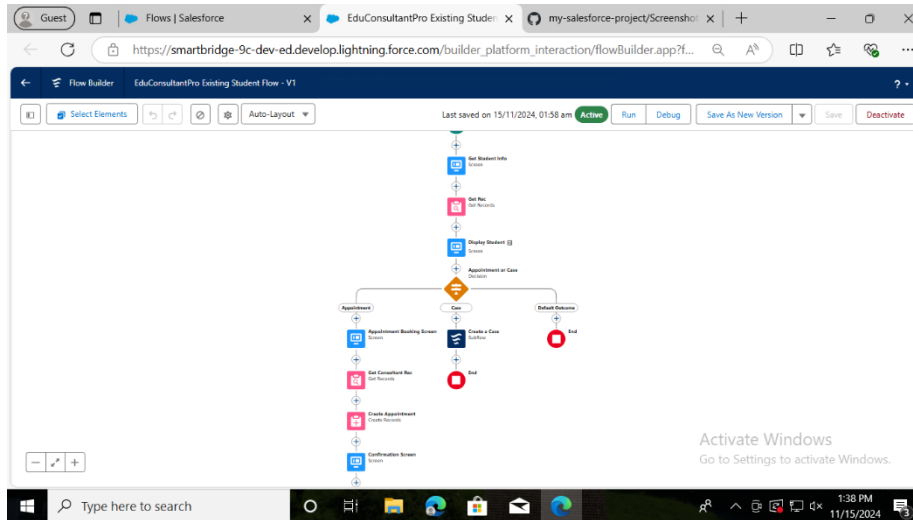 Guest
Flows | Salesforce
EduConsultantPro Existing Studen
my-salesforce-project/Screenshot
https://smartbridge-9c-dev-ed.develop.lightning.force.com/builder_platform_interaction/flowBuilder.app?f...
Flow Builder EduConsultantPro Existing Student Flow - V1
?
Select Elements
Auto-Layout
Last saved on 15/11/2024, 01:58 am Active Run Debug Save As New Version Save Deactivate
Get Student Info
Screen
Get Rec
Get Records
Display Student
Screen
Appointment or Case
Decision
Appointment Case Default Outcome
Appointment Booking Screen
Screen
Create a Case
Subflow
End
Get Consultant Rec
Get Records
End
Create Appointment
Create Records
Confirmation Screen
Screen
Activate Windows
Go to Settings to activate Windows.
Type here to search
1:38 PM
11/15/2024
3